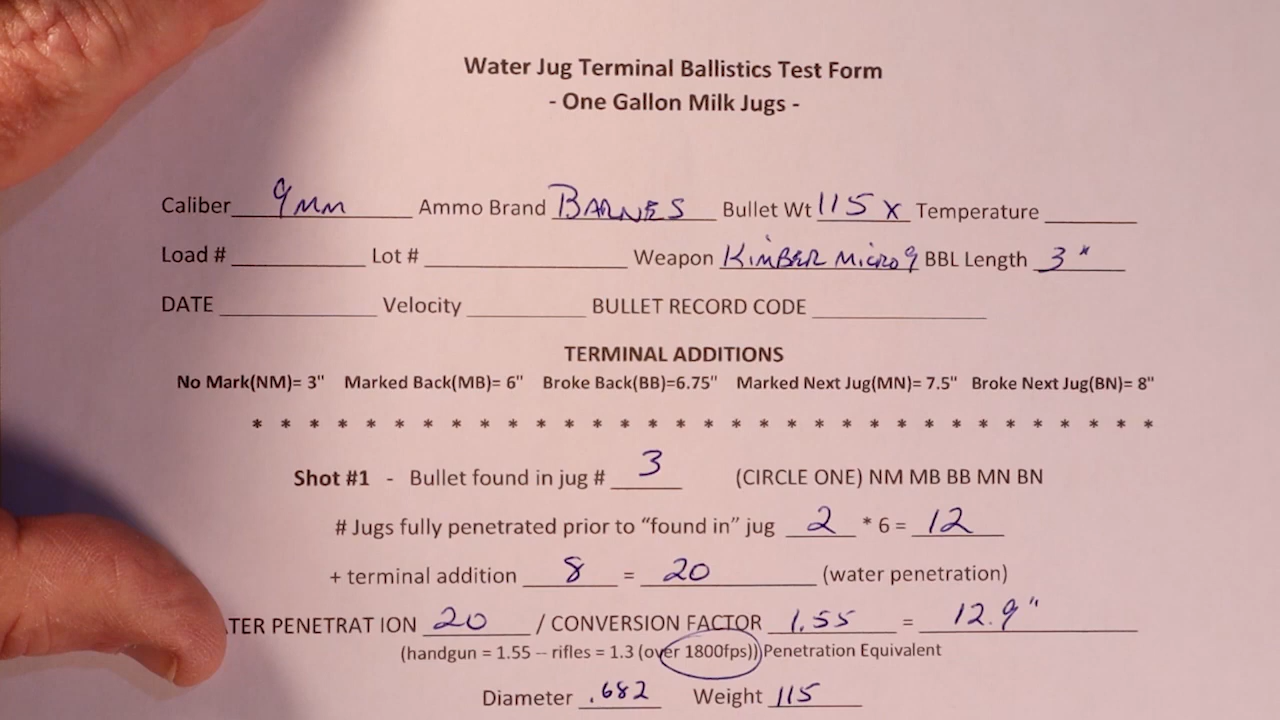 Water Jug Terminal Ballistics Test Form
- One Gallon Milk Jugs -
Caliber 9mm Ammo Brand BARNES Bullet Wt 115 X Temperature
Load # Lot # Weapon KIMBER Micro 9 BBL Length 3"
DATE Velocity BULLET RECORD CODE
TERMINAL ADDITIONS
No Mark(NM)= 3" Marked Back(MB)= 6" Broke Back(BB)=6.75" Marked Next Jug(MN)= 7.5" Broke Next Jug(BN)= 8"
* * * * * * * * * * * * * * * * * * * * * * * * * * * * * * * *
Shot #1 - Bullet found in jug # 3 (CIRCLE ONE) NM MB BB MN BN
# Jugs fully penetrated prior to “found in” jug 2 * 6 = 12
+ terminal addition 8 = 20 (water penetration)
TER PENETRAT ION 20 / CONVERSION FACTOR 1.55 = 12.9"
(handgun = 1.55 -- rifles = 1.3 (over 1800fps)) Penetration Equivalent
Diameter .682 Weight 115